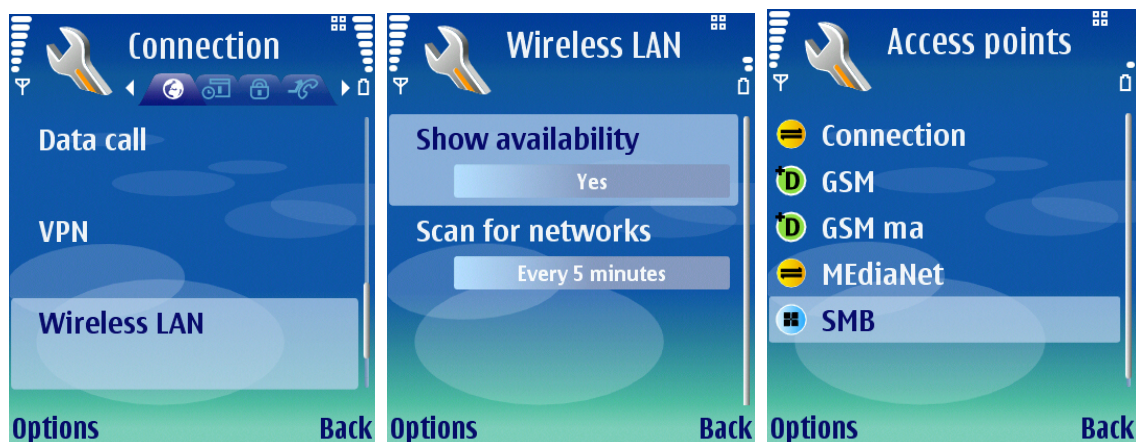 Connection
Data call
VPN
Wireless LAN
Options Back
Wireless LAN
Show availability
Yes
Scan for networks
Every 5 minutes
Options Back
Access points
Connection
GSM
GSM ma
MEdiaNet
SMB
Options Back